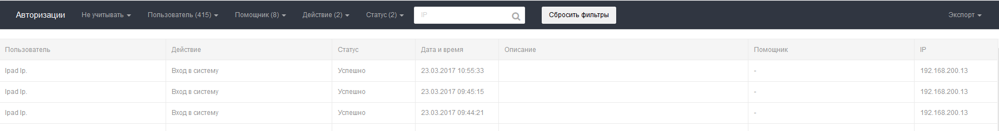 Авторизации Не учитывать Пользователь (415) Помощник (8) Действие (2) Статус (2) IP Сбросить фильтры Экспорт
Пользователь Действие Статус Дата и время Описание Помощник IP
Ipad Ip. Вход в систему Успешно 23.03.2017 10:55:33 - 192.168.200.13
Ipad Ip. Вход в систему Успешно 23.03.2017 09:45:15 - 192.168.200.13
Ipad Ip. Вход в систему Успешно 23.03.2017 09:44:21 - 192.168.200.13